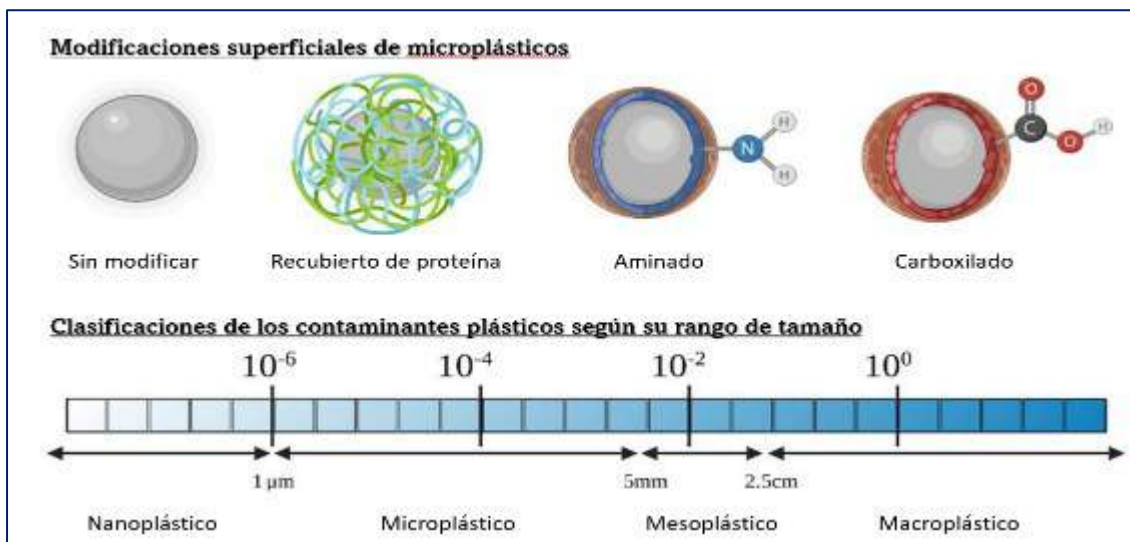 Modificaciones superficiales de microplásticos
H
N
H
O
C
O
H
Sin modificar Recubierto de proteína Aminado Carboxilado
Clasificaciones de los contaminantes plásticos según su rango de tamaño
10⁻⁶ 10⁻⁴ 10⁻² 10⁰
1 µm 5mm 2.5cm
Nanoplástico Microplástico Mesoplástico Macroplástico